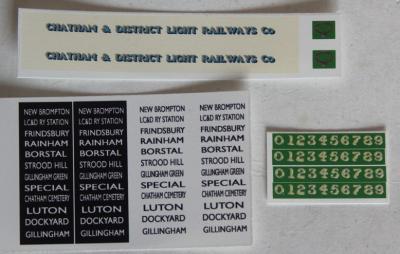 CHATHAM & DISTRICT LIGHT RAILWAYS Co
CHATHAM & DISTRICT LIGHT RAILWAYS Co
NEW BROMPTON NEW BROMPTON NEW BROMPTON NEW BROMPTON
LC&D RY STATION LC&D RY STATION LC&D RY STATION LC&D RY STATION
FRINDSBURY FRINDSBURY FRINDSBURY FRINDSBURY
RAINHAM RAINHAM RAINHAM RAINHAM
BORSTAL BORSTAL BORSTAL BORSTAL
STROOD HILL STROOD HILL STROOD HILL STROOD HILL
GILLINGHAM GREEN GILLINGHAM GREEN GILLINGHAM GREEN GILLINGHAM GREEN
SPECIAL SPECIAL SPECIAL SPECIAL
CHATHAM CEMETERY CHATHAM CEMETERY CHATHAM CEMETERY CHATHAM CEMETERY
LUTON LUTON LUTON LUTON
DOCKYARD DOCKYARD DOCKYARD DOCKYARD
GILLINGHAM GILLINGHAM GILLINGHAM GILLINGHAM
0123456789
0123456789
0123456789
0123456789